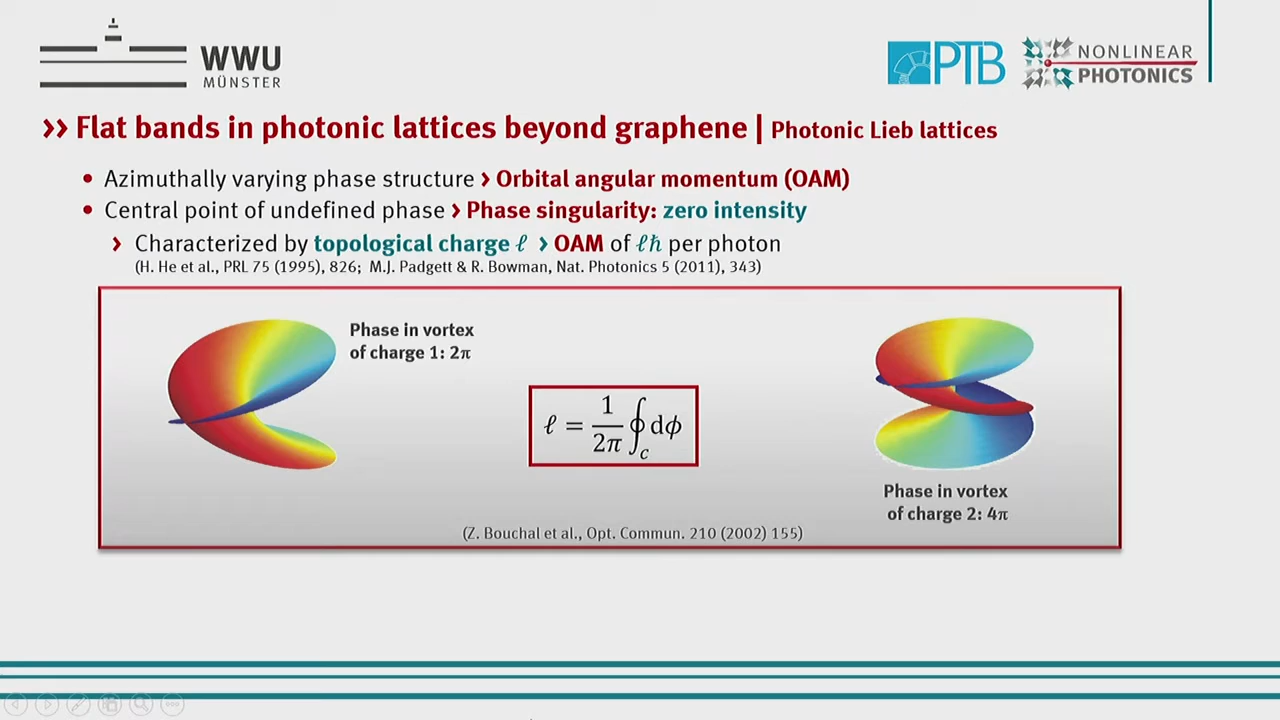 WWU
MÜNSTER
PTB
NONLINEAR
PHOTONICS
›› Flat bands in photonic lattices beyond graphene | Photonic Lieb lattices
• Azimuthally varying phase structure › Orbital angular momentum (OAM)
• Central point of undefined phase › Phase singularity: zero intensity
› Characterized by topological charge ℓ › OAM of ℓℏ per photon
(H. He et al., PRL 75 (1995), 826; M.J. Padgett & R. Bowman, Nat. Photonics 5 (2011), 343)
Phase in vortex
of charge 1: 2π
ℓ = 1/2π ∮_c dϕ
Phase in vortex
of charge 2: 4π
(Z. Bouchal et al., Opt. Commun. 210 (2002) 155)